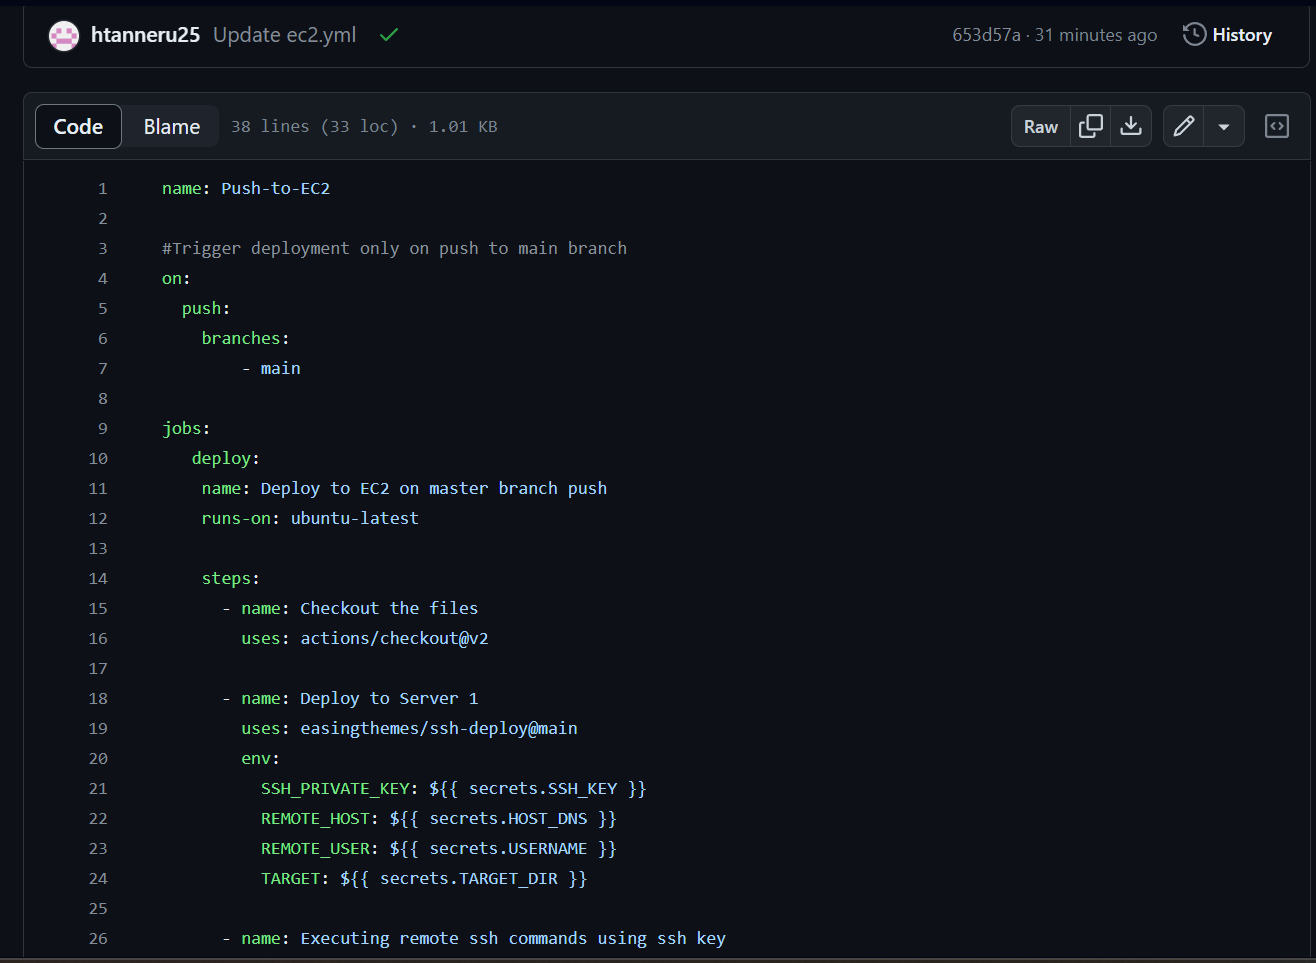 htanneru25 Update ec2.yml 653d57a · 31 minutes ago History
Code Blame 38 lines (33 loc) · 1.01 KB Raw
1 name: Push-to-EC2
2
3 #Trigger deployment only on push to main branch
4 on:
5   push:
6     branches:
7         - main
8
9 jobs:
10    deploy:
11     name: Deploy to EC2 on master branch push
12     runs-on: ubuntu-latest
13
14     steps:
15       - name: Checkout the files
16         uses: actions/checkout@v2
17
18       - name: Deploy to Server 1
19         uses: easingthemes/ssh-deploy@main
20         env:
21           SSH_PRIVATE_KEY: ${{ secrets.SSH_KEY }}
22           REMOTE_HOST: ${{ secrets.HOST_DNS }}
23           REMOTE_USER: ${{ secrets.USERNAME }}
24           TARGET: ${{ secrets.TARGET_DIR }}
25
26       - name: Executing remote ssh commands using ssh key